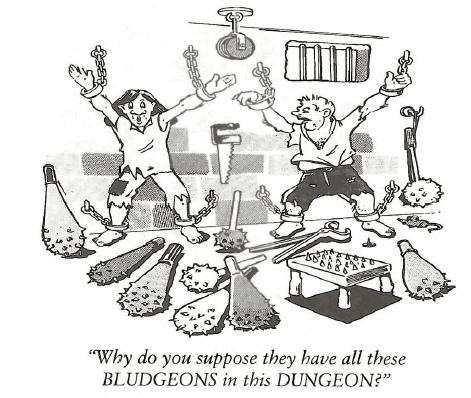 “Why do you suppose they have all these
BLUDGEONS in this DUNGEON?”